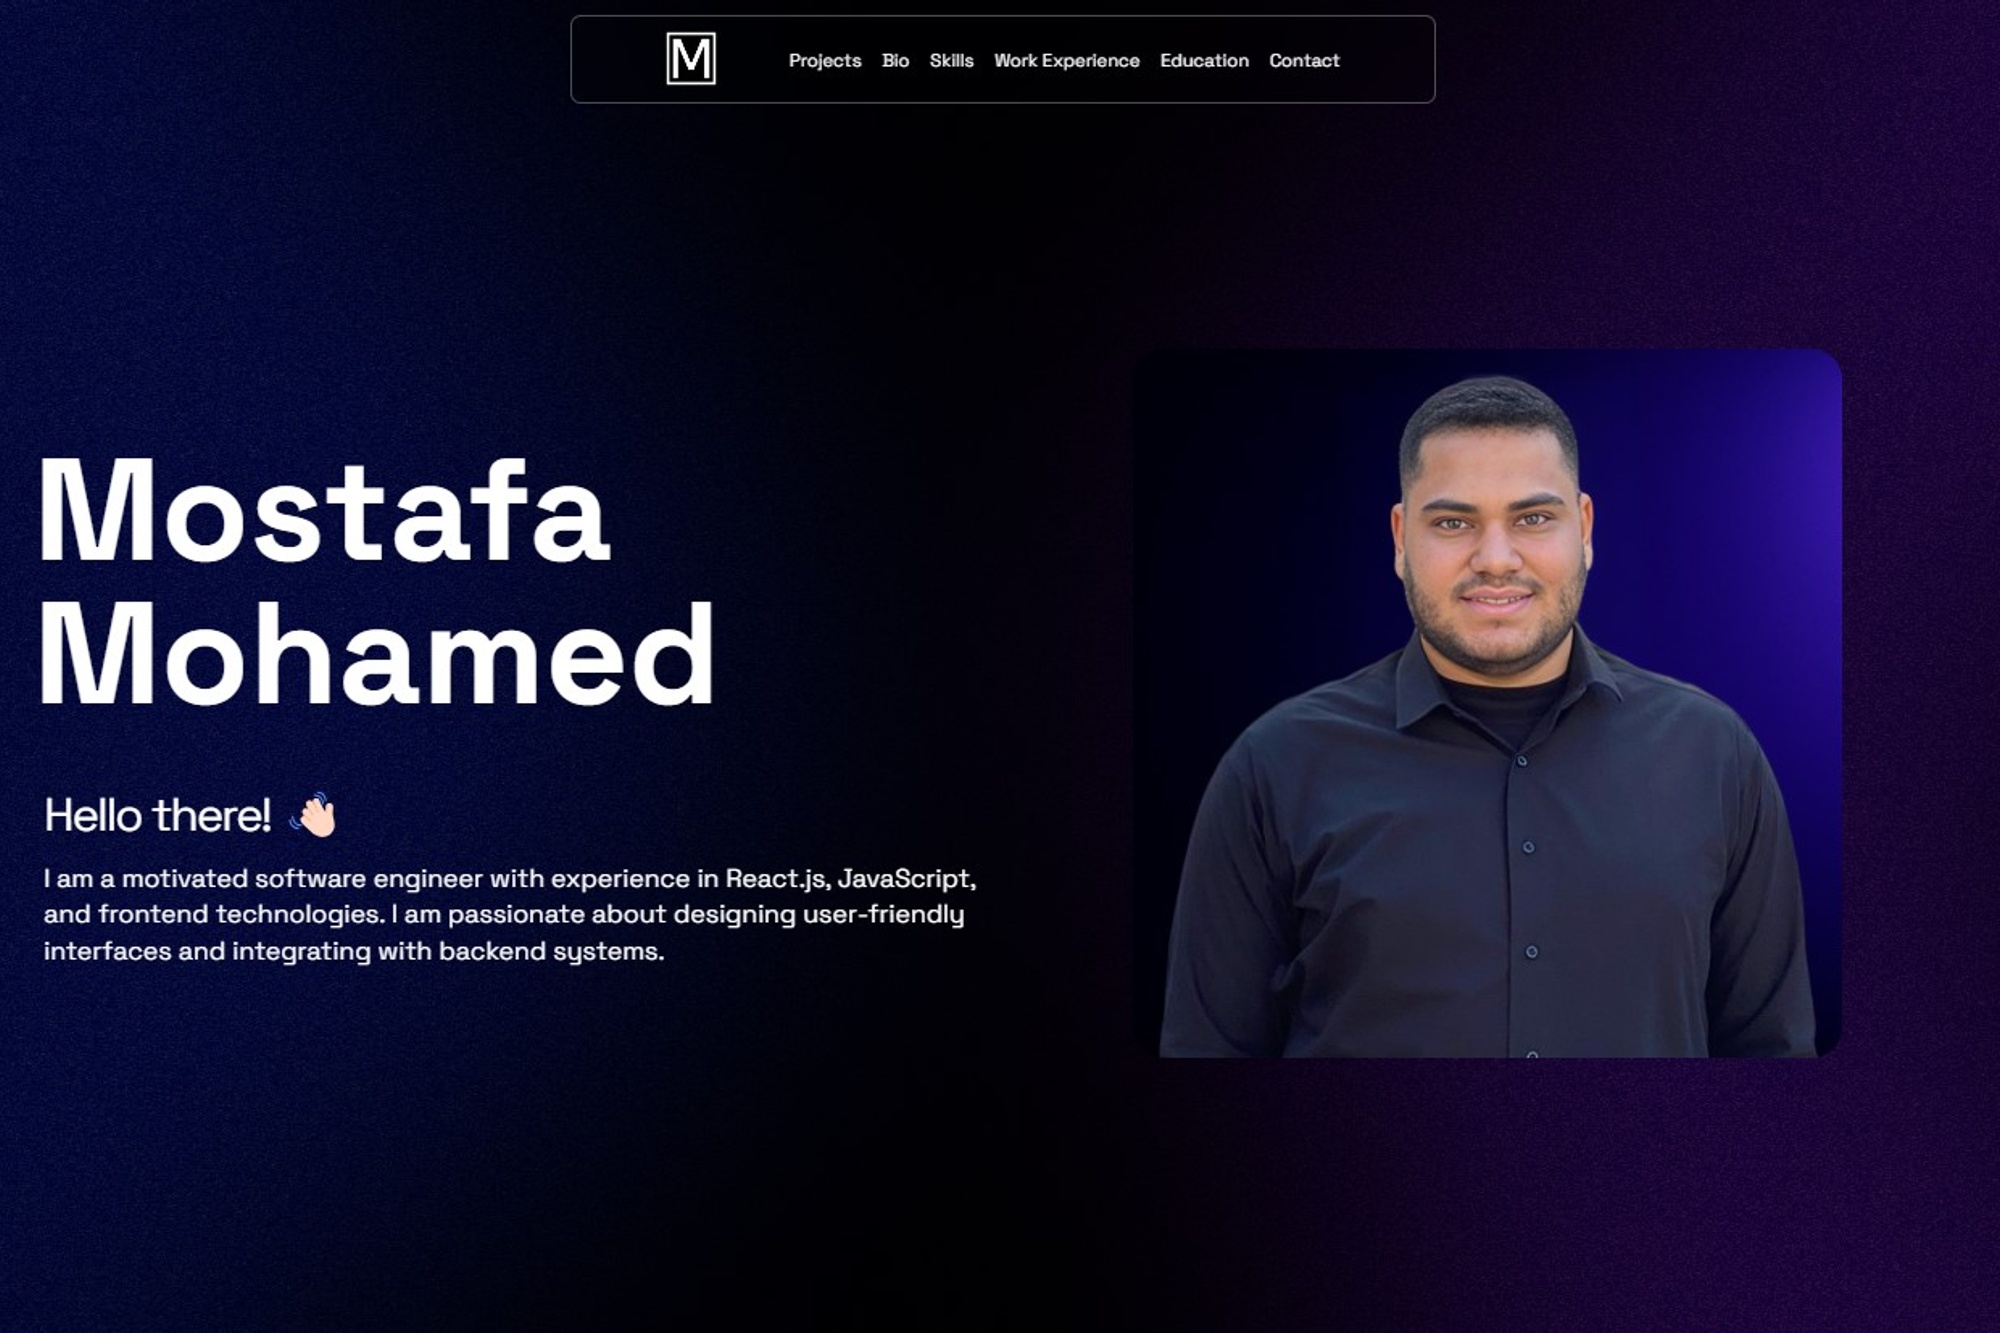 M
Projects Bio Skills Work Experience Education Contact
Mostafa
Mohamed
Hello there! 👋🏻
I am a motivated software engineer with experience in React.js, JavaScript,
and frontend technologies. I am passionate about designing user-friendly
interfaces and integrating with backend systems.